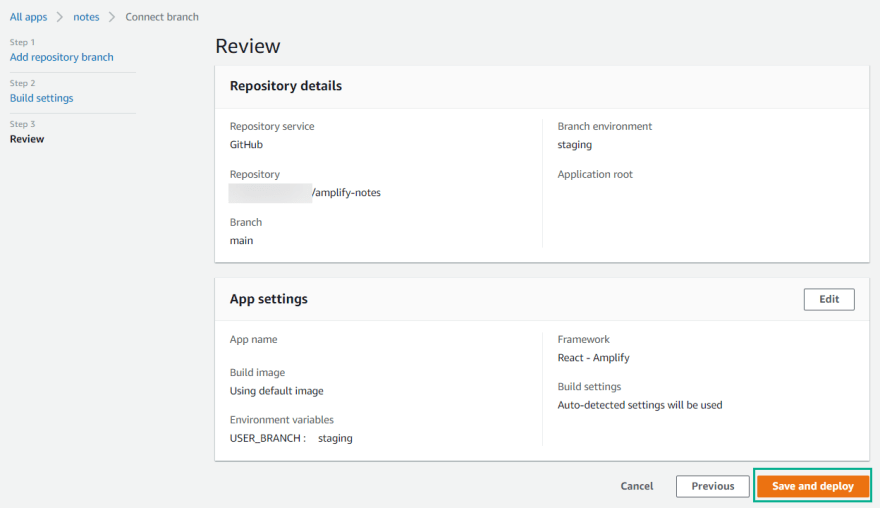 All apps > notes > Connect branch
Step 1
Add repository branch
Step 2
Build settings
Step 3
Review
Review
Repository details
Repository service
GitHub
Repository
/amplify-notes
Branch
main
Branch environment
staging
Application root
App settings
Edit
App name
Build image
Using default image
Environment variables
USER_BRANCH : staging
Framework
React - Amplify
Build settings
Auto-detected settings will be used
Cancel
Previous
Save and deploy